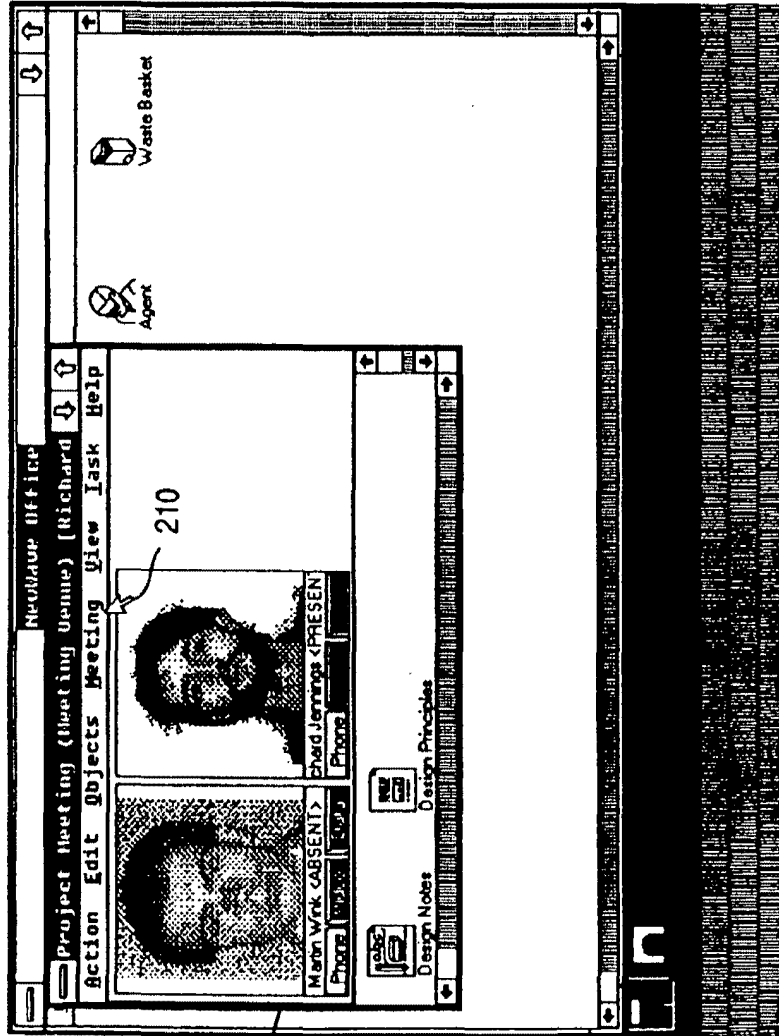 NewWave Office
Project Meeting (Meeting Venue) [Richard
Action Edit Objects Meeting View Task Help
210
Martin Wink <ABSENT>
chard Jennings <PRESEN
Phone
Phone
Agent
Waste Basket
Design Notes
Design Principles